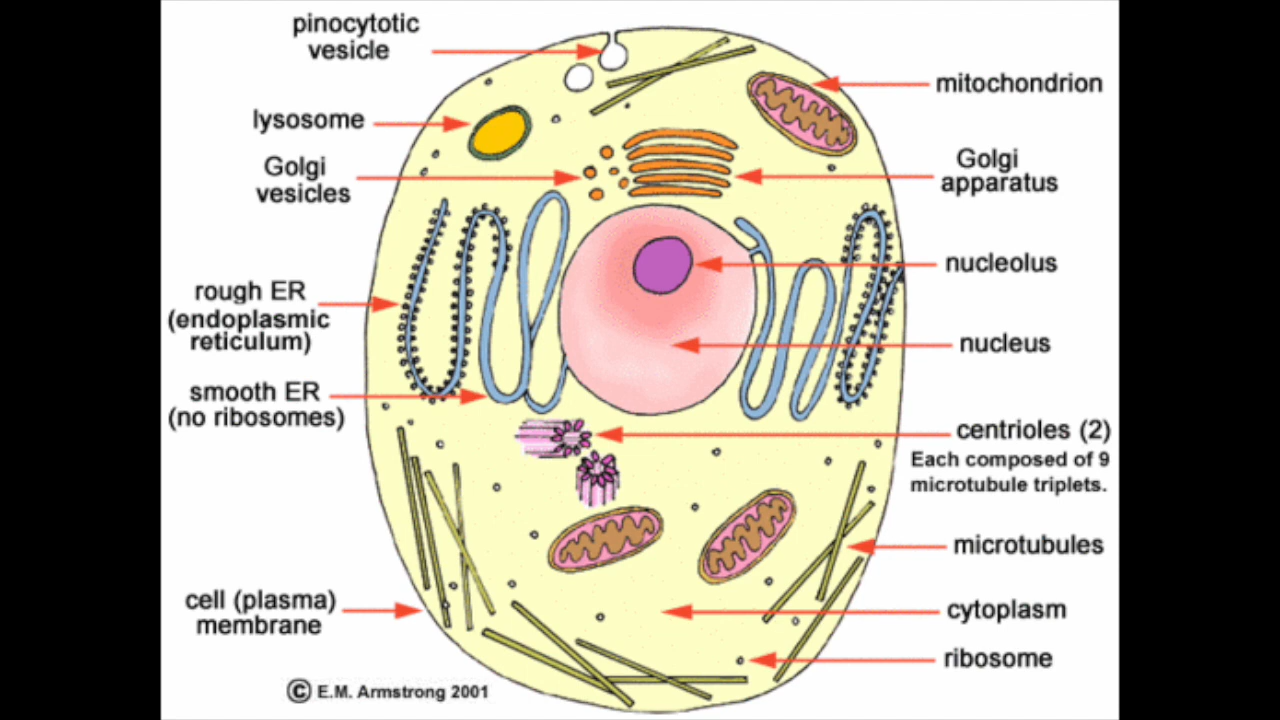 pinocytotic
vesicle
lysosome
Golgi
vesicles
rough ER
(endoplasmic
reticulum)
smooth ER
(no ribosomes)
cell (plasma)
membrane
© E.M. Armstrong 2001
mitochondrion
Golgi
apparatus
nucleolus
nucleus
centrioles (2)
Each composed of 9
microtubule triplets.
microtubules
cytoplasm
ribosome